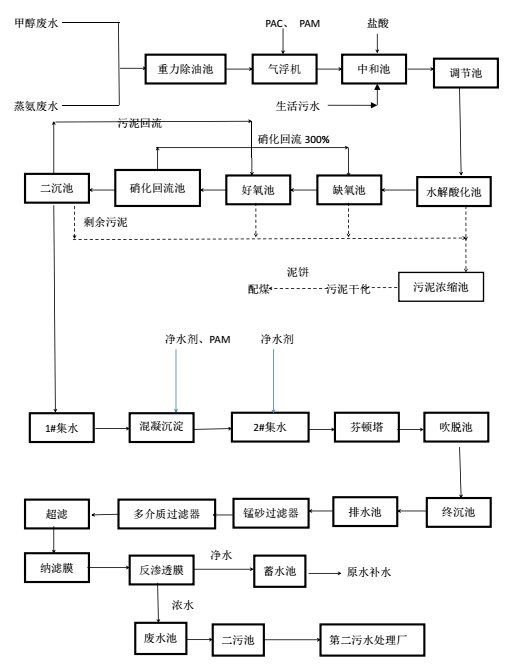 甲醇废水
PAC、 PAM
盐酸
重力除油池
气浮机
中和池
调节池
蒸氨废水
生活污水
污泥回流
硝化回流 300%
二沉池
硝化回流池
好氧池
缺氧池
水解酸化池
剩余污泥
泥饼
配煤
污泥干化
污泥浓缩池
净水剂、PAM
净水剂
1#集水
混凝沉淀
2#集水
芬顿塔
吹脱池
超滤
多介质过滤器
锰砂过滤器
排水池
终沉池
纳滤膜
反渗透膜
净水
蓄水池
原水补水
浓水
废水池
二污池
第二污水处理厂